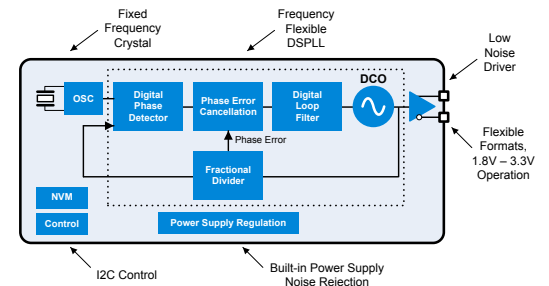 Fixed
Frequency
Crystal
Frequency
Flexible
DSPLL
Low
Noise
Driver
OSC
Digital
Phase
Detector
Phase Error
Cancellation
Digital
Loop
Filter
DCO
Phase Error
Fractional
Divider
Flexible
Formats,
1.8V – 3.3V
Operation
NVM
Control
Power Supply Regulation
I2C Control
Built-in Power Supply
Noise Rejection